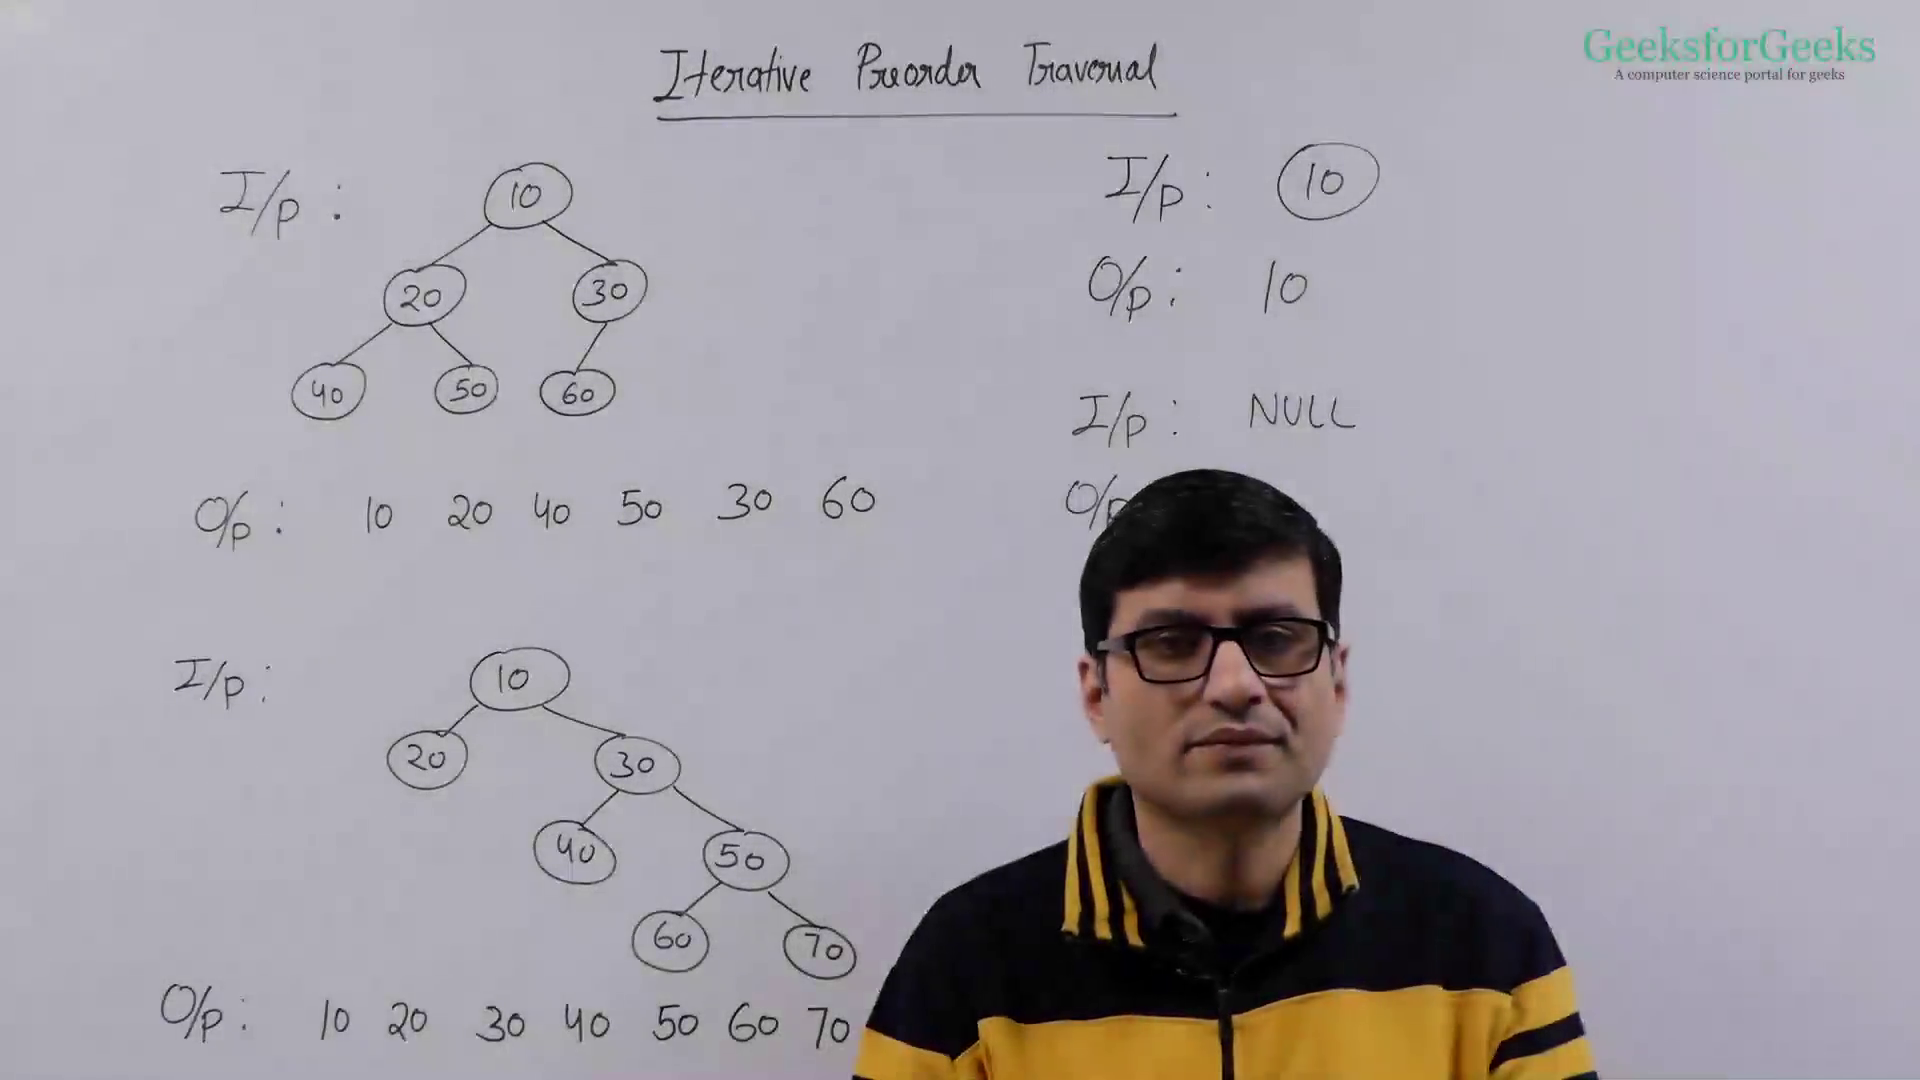 GeeksforGeeks
A computer science portal for geeks
Iterative Preorder Traversal
I/p :
10
20 30
40 50 60
O/p : 10 20 40 50 30 60
I/p :
10
20 30
40 50
60 70
O/p : 10 20 30 40 50 60 70
I/p : 10
O/p : 10
I/p : NULL
O/p